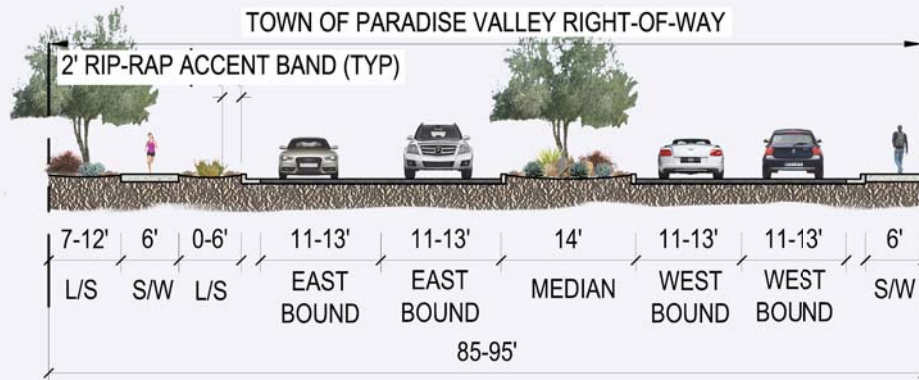 TOWN OF PARADISE VALLEY RIGHT-OF-WAY
2' RIP-RAP ACCENT BAND (TYP)
7-12' 6' 0-6' 11-13' 11-13' 14' 11-13' 11-13' 6'
L/S S/W L/S EAST BOUND EAST BOUND MEDIAN WEST BOUND WEST BOUND S/W
85-95'